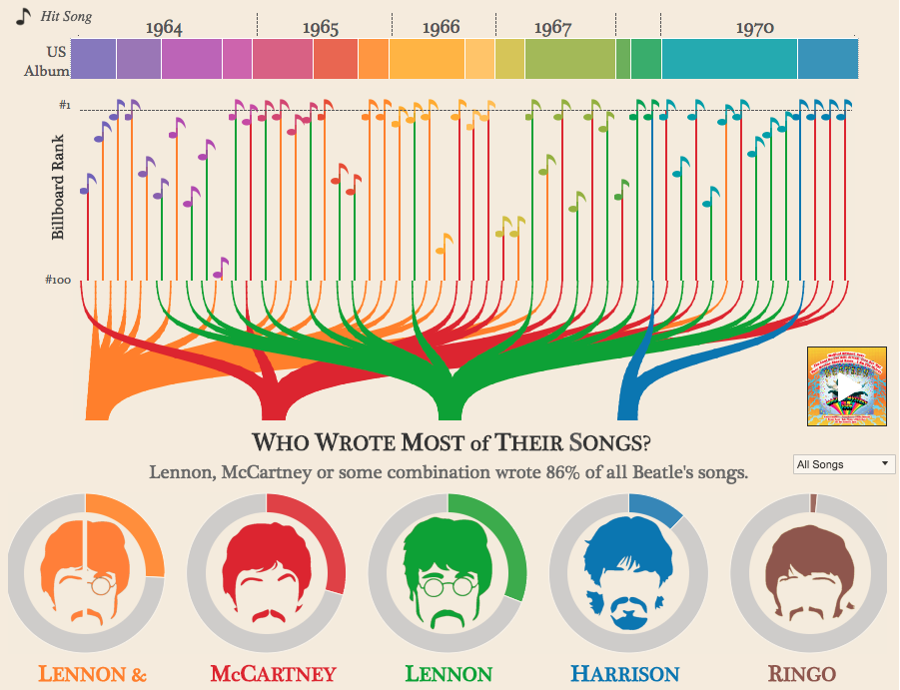 Hit Song
1964 1965 1966 1967 1970
US
Album
#1
Billboard Rank
#100
WHO WROTE MOST of THEIR SONGS?
Lennon, McCartney or some combination wrote 86% of all Beatle's songs.
All Songs
LENNON & McCARTNEY LENNON HARRISON RINGO